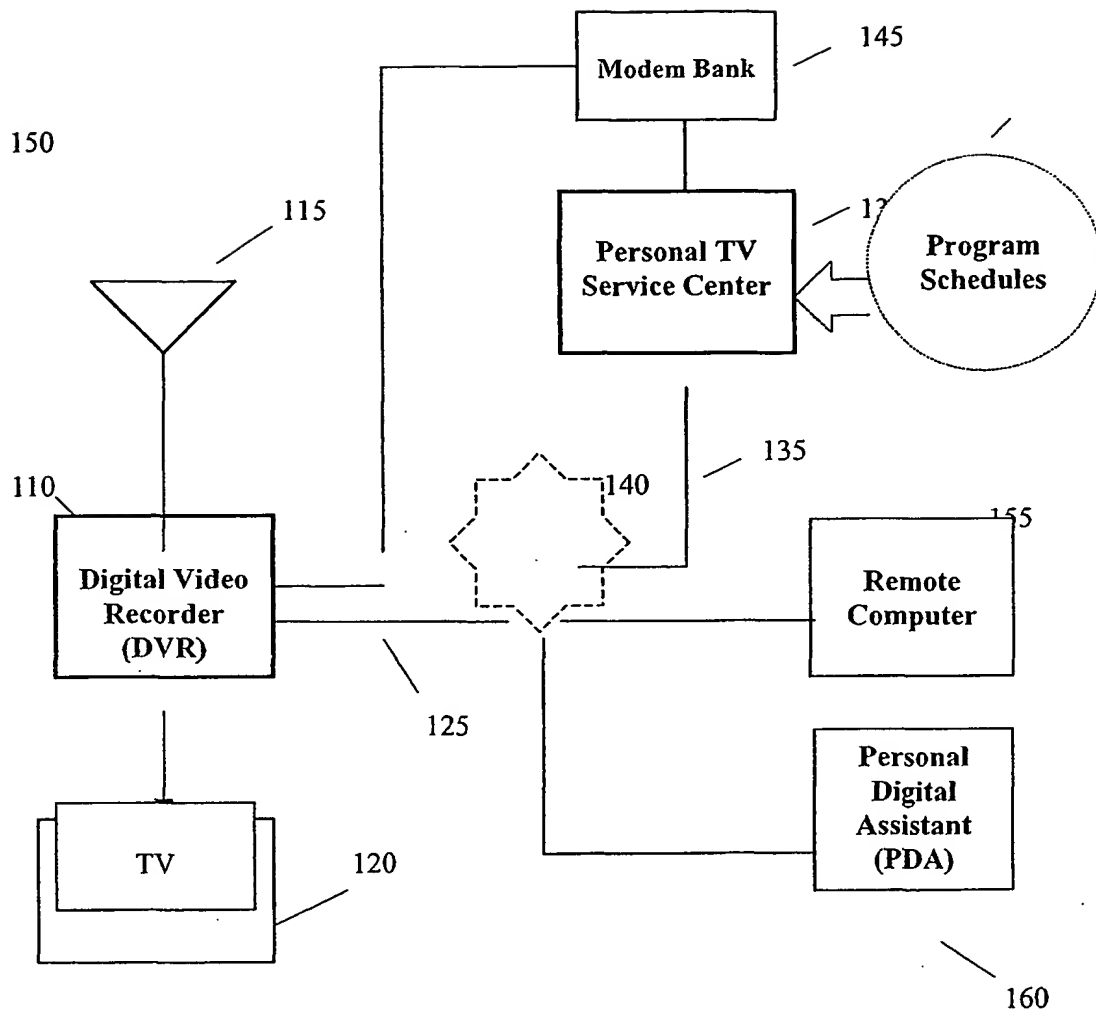 145
Modem Bank
150
115
Personal TV
Service Center
Program
Schedules
135
110
140
155
Digital Video
Recorder
(DVR)
Remote
Computer
125
Personal
Digital
Assistant
(PDA)
TV
120
160